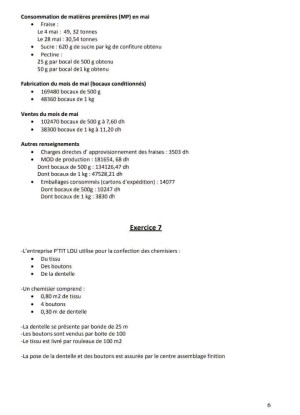 Consommation de matières premières (MP) en mai
• Fraise :
Le 4 mai : 49, 32 tonnes
Le 28 mai : 30,54 tonnes
• Sucre : 620 g de sucre par kg de confiture obtenu
• Pectine :
25 g par bocal de 500 g obtenu
50 g par bocal de1 kg obtenu
Fabrication du mois de mai (bocaux conditionnés)
• 169480 bocaux de 500 g
• 48360 bocaux de 1 kg
Ventes du mois de mai
• 102470 bocaux de 500 g à 7,60 dh
• 38300 bocaux de 1 kg à 11,20 dh
Autres renseignements
• Charges directes d' approvisionnement des fraises : 3503 dh
• MOD de production : 181654, 68 dh
Dont bocaux de 500 g : 134126,47 dh
Dont bocaux de 1 kg : 47528,21 dh
• Emballages consommés (cartons d'expédition) : 14077
Dont bocaux de 500g : 10247 dh
Dont bocaux de 1 kg : 3830 dh
Exercice 7
-L'entreprise P'TIT LOU utilise pour la confection des chemisiers :
• Du tissu
• Des boutons
• De la dentelle
-Un chemisier comprend :
• 0,80 m2 de tissu
• 4 boutons
• 0,30 m de dentelle
-La dentelle se présente par bonde de 25 m
-Les boutons sont vendus par boite de 100
-Le tissu est livré par rouleaux de 100 m2
-La pose de la dentelle et des boutons est assurée par le centre assemblage finition
6